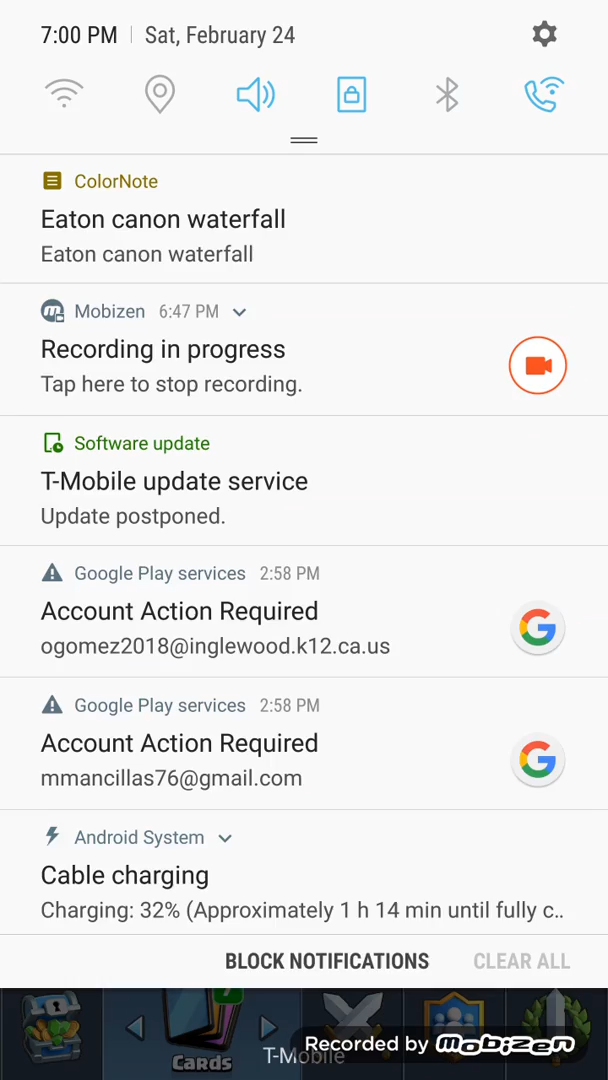 7:00 PM Sat, February 24
ColorNote
Eaton canon waterfall
Eaton canon waterfall
Mobizen 6:47 PM
Recording in progress
Tap here to stop recording.
Software update
T-Mobile update service
Update postponed.
Google Play services 2:58 PM
Account Action Required
ogomez2018@inglewood.k12.ca.us
Google Play services 2:58 PM
Account Action Required
mmancillas76@gmail.com
Android System
Cable charging
Charging: 32% (Approximately 1 h 14 min until fully c..
BLOCK NOTIFICATIONS CLEAR ALL
Cards
T-Mobile
Recorded by mobizen